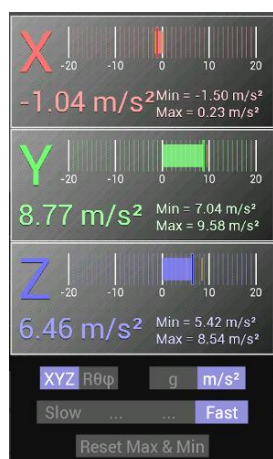 X
-20 -10 0 10 20
-1.04 m/s² Min = -1.50 m/s²
Max = 0.23 m/s²
Y
-20 -10 0 10 20
8.77 m/s² Min = 7.04 m/s²
Max = 9.58 m/s²
Z
-20 -10 0 10 20
6.46 m/s² Min = 5.42 m/s²
Max = 8.54 m/s²
XYZ Rθφ g m/s²
Slow ... ... Fast
Reset Max & Min